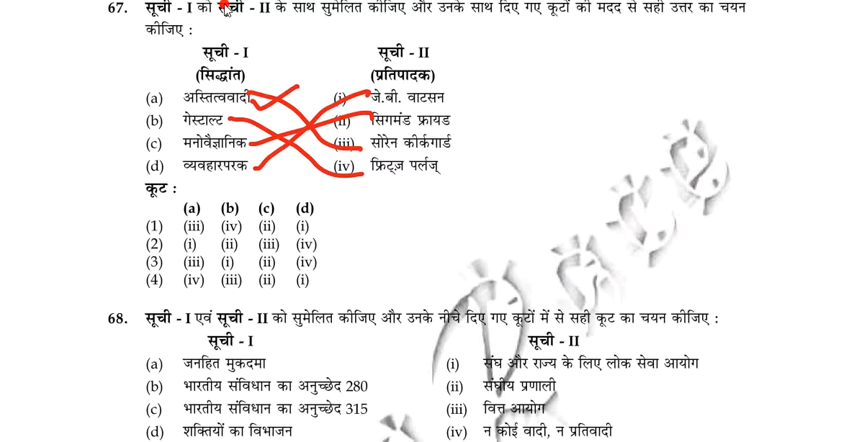 67. सूची - I को सूची - II के साथ सुमेलित कीजिए और उनके साथ दिए गए कूटों की मदद से सही उत्तर का चयन
कीजिए :
सूची - I सूची - II
(सिद्धांत) (प्रतिपादक)
(a) अस्तित्ववादी (i) जे.बी. वाटसन
(b) गेस्टाल्ट (ii) सिगमंड फ्रायड
(c) मनोवैज्ञानिक (iii) सोरेन कीर्कगार्ड
(d) व्यवहारपरक (iv) फ्रिट्ज़ पर्लज्
कूट :
(a) (b) (c) (d)
(1) (iii) (iv) (ii) (i)
(2) (i) (ii) (iii) (iv)
(3) (iii) (i) (ii) (iv)
(4) (iv) (iii) (ii) (i)
68. सूची - I एवं सूची - II को सुमेलित कीजिए और उनके नीचे दिए गए कूटों में से सही कूट का चयन कीजिए :
सूची - I सूची - II
(a) जनहित मुकदमा (i) संघ और राज्य के लिए लोक सेवा आयोग
(b) भारतीय संविधान का अनुच्छेद 280 (ii) संघीय प्रणाली
(c) भारतीय संविधान का अनुच्छेद 315 (iii) वित्त आयोग
(d) शक्तियों का विभाजन (iv) न कोई वादी, न प्रतिवादी